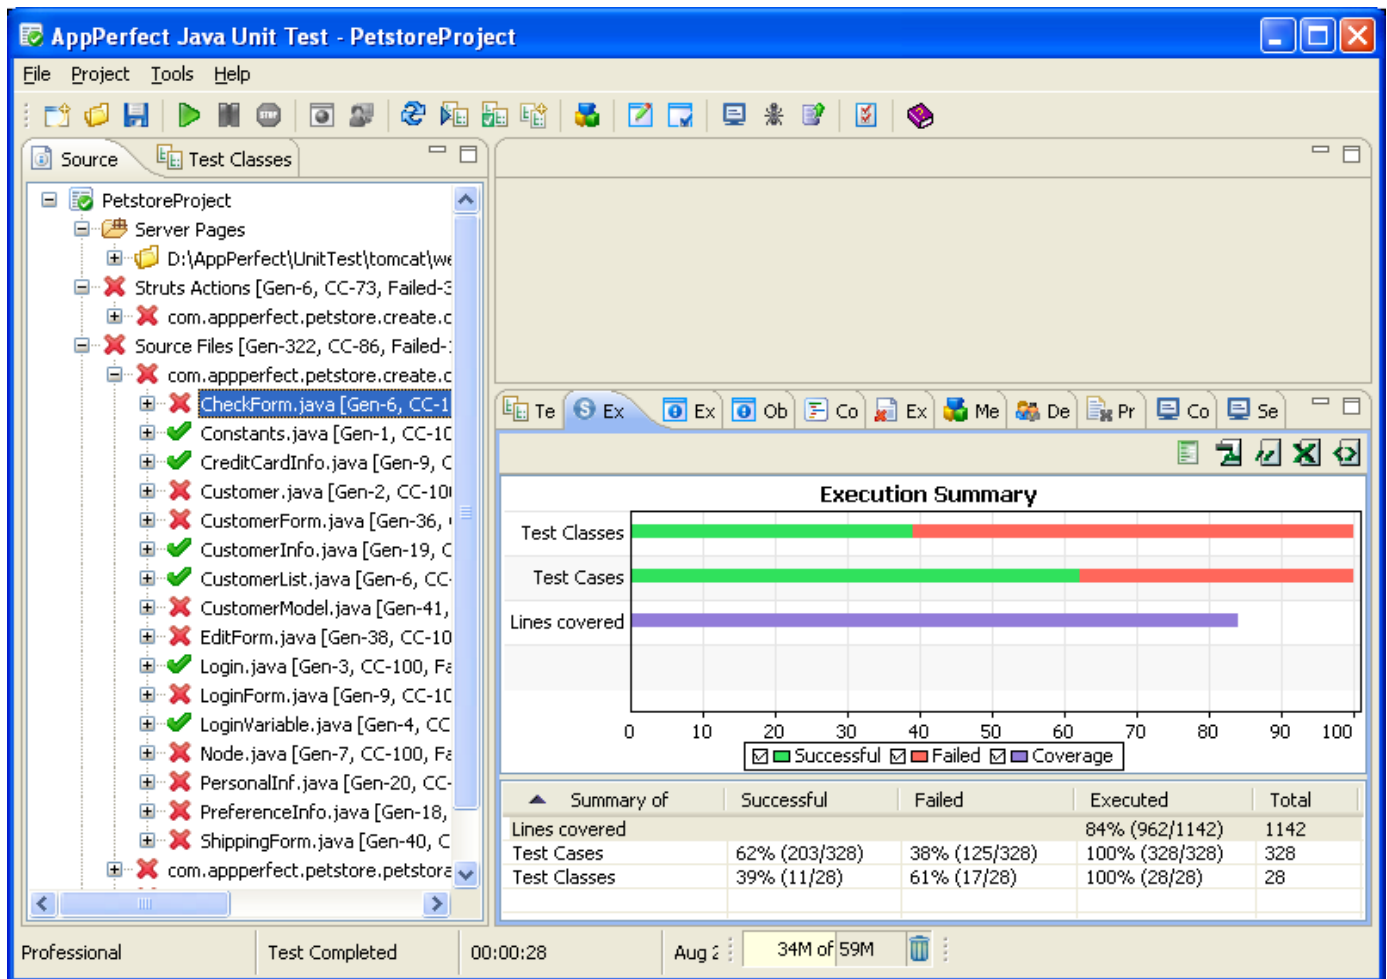 AppPerfect Java Unit Test - PetstoreProject
File Project Tools Help
STOP
Source Test Classes
PetstoreProject
Server Pages
D:\AppPerfect\UnitTest\tomcat\we
Struts Actions [Gen-6, CC-73, Failed-3
com.appperfect.petstore.create.c
Source Files [Gen-322, CC-86, Failed-
com.appperfect.petstore.create.c
CheckForm.java [Gen-6, CC-1
Constants.java [Gen-1, CC-10
CreditCardInfo.java [Gen-9, C
Customer.java [Gen-2, CC-10
CustomerForm.java [Gen-36,
CustomerInfo.java [Gen-19, C
CustomerList.java [Gen-6, CC-
CustomerModel.java [Gen-41,
EditForm.java [Gen-38, CC-10
Login.java [Gen-3, CC-100, Fa
LoginForm.java [Gen-9, CC-10
LoginVariable.java [Gen-4, CC
Node.java [Gen-7, CC-100, Fa
PersonalInf.java [Gen-20, CC-
PreferenceInfo.java [Gen-18,
ShippingForm.java [Gen-40, C
com.appperfect.petstore.petstora
Te Ex Ex Ob Co Ex Me De Pr Co Se
Execution Summary
Test Classes
Test Cases
Lines covered
0 10 20 30 40 50 60 70 80 90 100
Successful Failed Coverage
Summary of Successful Failed Executed Total
Lines covered 84% (962/1142) 1142
Test Cases 62% (203/328) 38% (125/328) 100% (328/328) 328
Test Classes 39% (11/28) 61% (17/28) 100% (28/28) 28
Professional Test Completed 00:00:28 Aug 2 34M of 59M